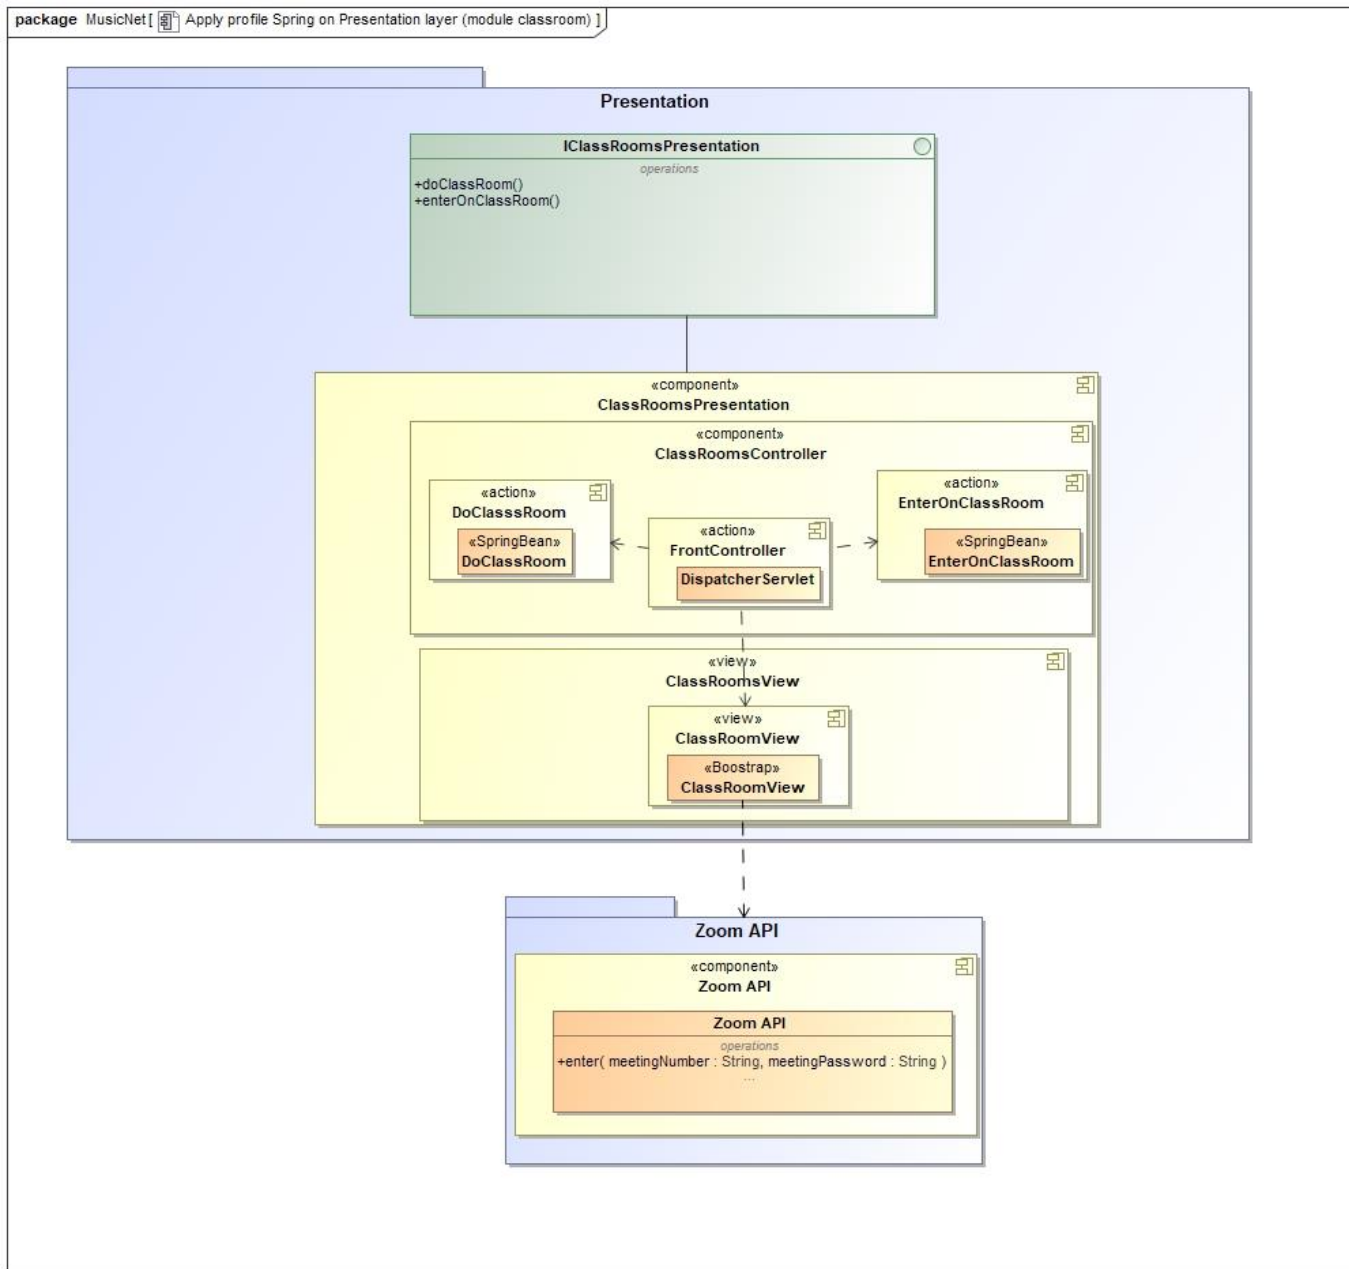 package MusicNet [ Apply profile Spring on Presentation layer (module classroom) ]
Presentation
IClassRoomsPresentation
operations
+doClassRoom()
+enterOnClassRoom()
«component»
ClassRoomsPresentation
«component»
ClassRoomsController
«action»
DoClasssRoom
«SpringBean»
DoClassRoom
«action»
FrontController
DispatcherServlet
«action»
EnterOnClassRoom
«SpringBean»
EnterOnClassRoom
«view»
ClassRoomsView
«view»
ClassRoomView
«Boostrap»
ClassRoomView
Zoom API
«component»
Zoom API
Zoom API
operations
+enter( meetingNumber : String, meetingPassword : String )
...